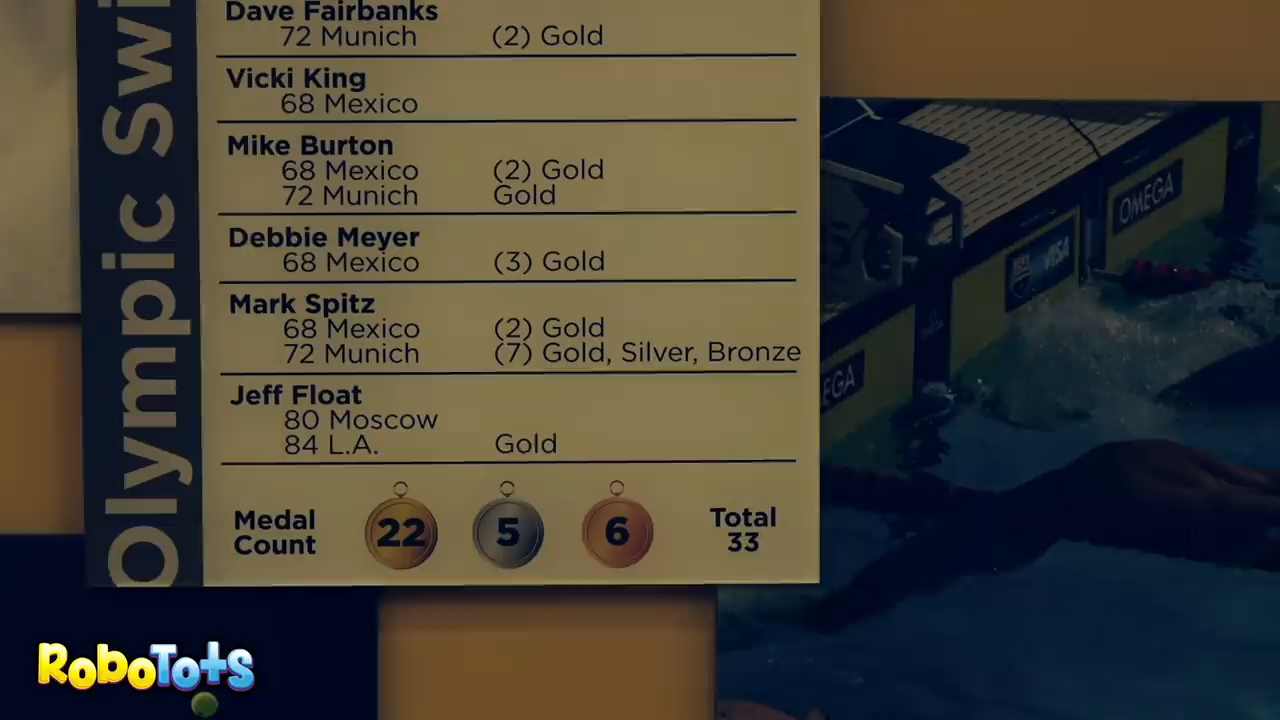 Olympic Swi
Dave Fairbanks
72 Munich (2) Gold
Vicki King
68 Mexico
Mike Burton
68 Mexico (2) Gold
72 Munich Gold
Debbie Meyer
68 Mexico (3) Gold
Mark Spitz
68 Mexico (2) Gold
72 Munich (7) Gold, Silver, Bronze
Jeff Float
80 Moscow
84 L.A. Gold
Medal Count 22 5 6 Total 33
OMEGA
VISA
EGA
RoboTots